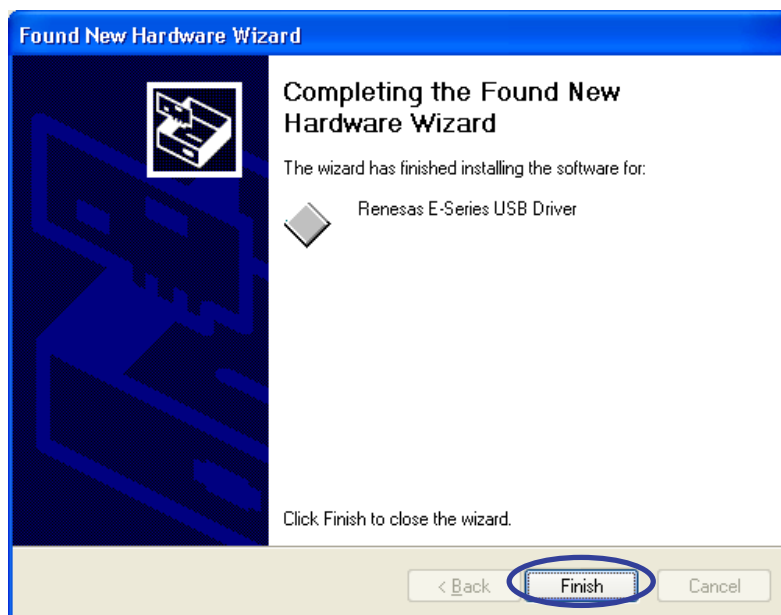 Found New Hardware Wizard
Completing the Found New
Hardware Wizard
The wizard has finished installing the software for:
Renesas E-Series USB Driver
Click Finish to close the wizard.
< Back Finish Cancel